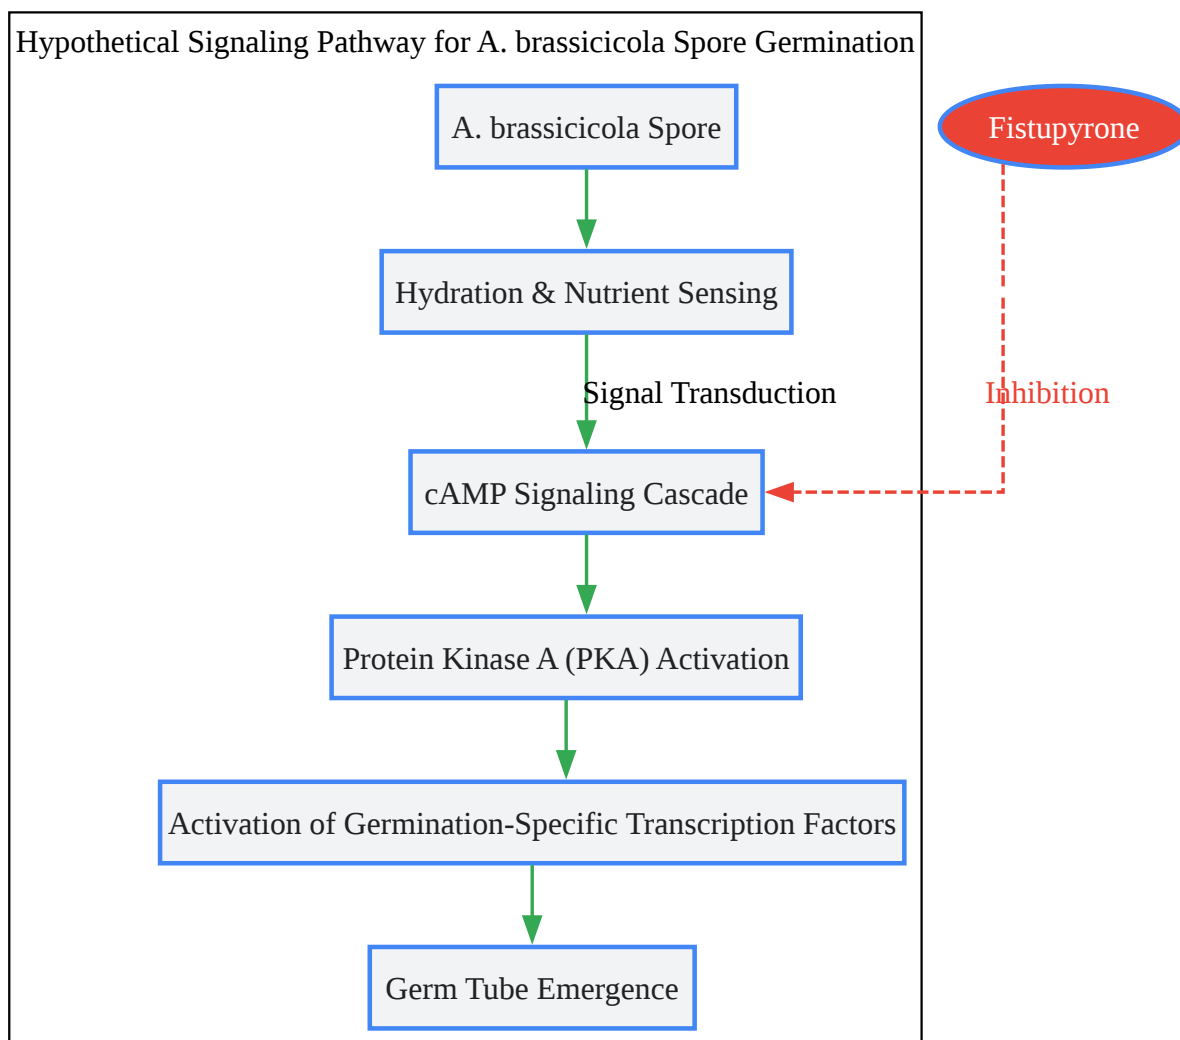 Hypothetical Signaling Pathway for A. brassicicola Spore Germination
A. brassicicola Spore
Fistupyrone
Hydration & Nutrient Sensing
Signal Transduction
Inhibition
cAMP Signaling Cascade
Protein Kinase A (PKA) Activation
Activation of Germination-Specific Transcription Factors
Germ Tube Emergence